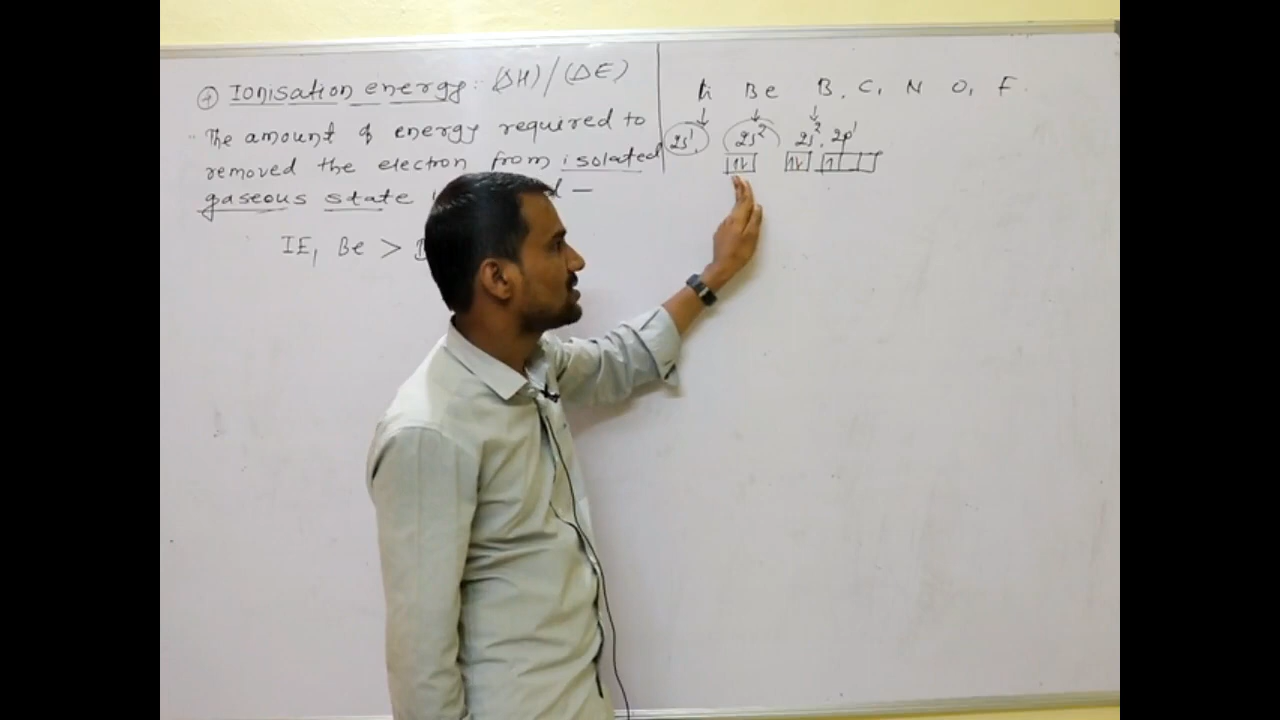 Ionisation energy: (ΔH)/(ΔE)
The amount of energy required to
removed the electron from isolated
gaseous state
IE₁ Be >
Li Be B, C, N O, F.
2s¹ 2s² 2s², 2p¹